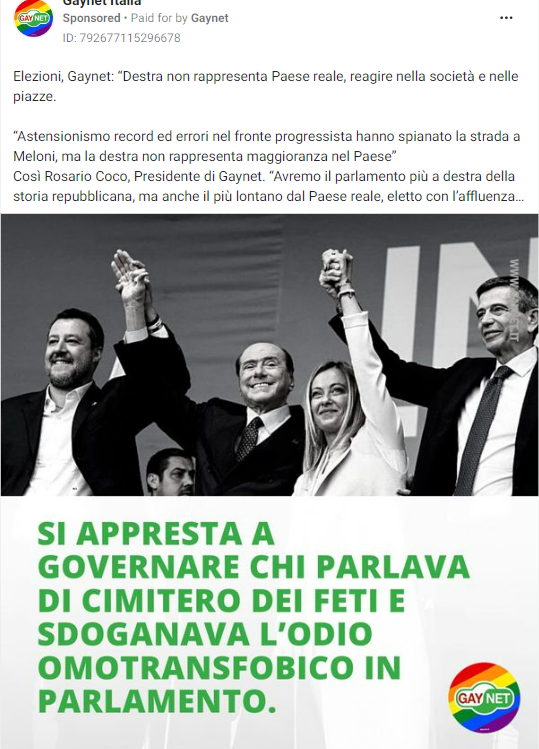 Gaynet Italia
Sponsored • Paid for by Gaynet
ID: 792677115296678
Elezioni, Gaynet: “Destra non rappresenta Paese reale, reagire nella società e nelle
piazze.
“Astensionismo record ed errori nel fronte progressista hanno spianato la strada a
Meloni, ma la destra non rappresenta maggioranza nel Paese”
Così Rosario Coco, Presidente di Gaynet. “Avremo il parlamento più a destra della
storia repubblicana, ma anche il più lontano dal Paese reale, eletto con l’affluenza...
IN
SI APPRESTA A
GOVERNARE CHI PARLAVA
DI CIMITERO DEI FETI E
SDOGANAVA L’ODIO
OMOTRANSFOBICO IN
PARLAMENTO.
GAY NET